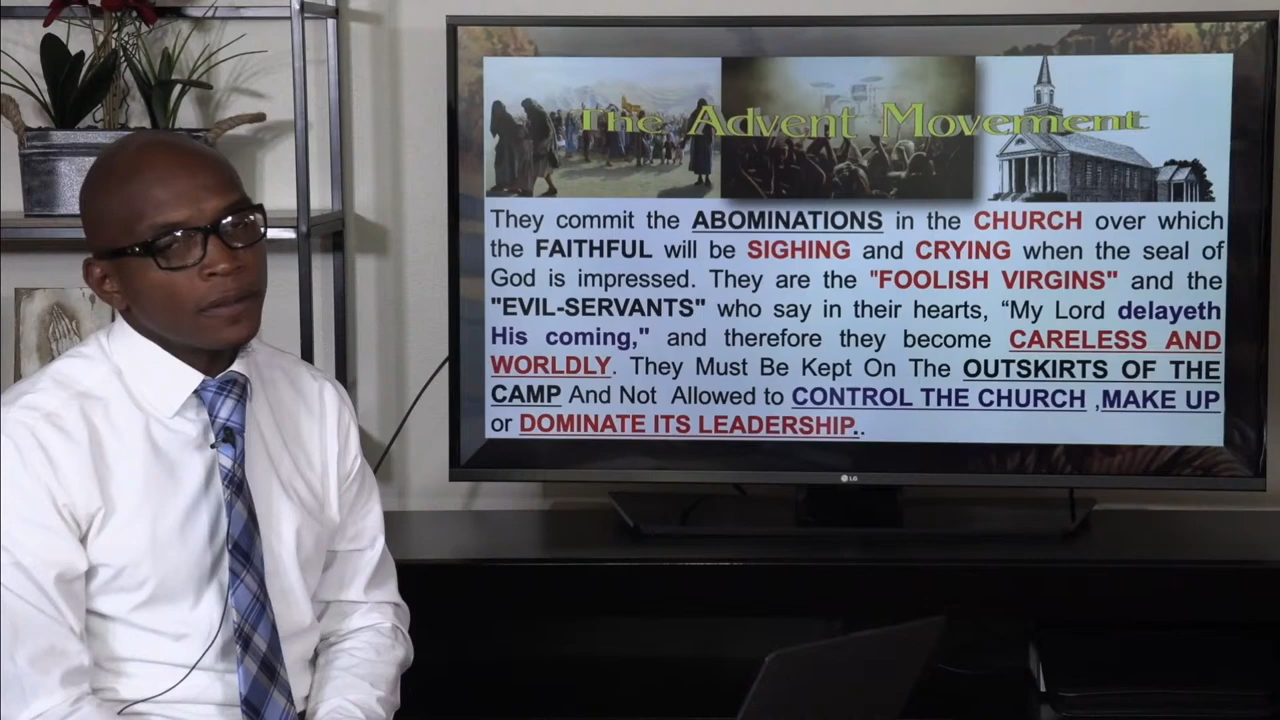 The Advent Movement
They commit the ABOMINATIONS in the CHURCH over which
the FAITHFUL will be SIGHING and CRYING when the seal of
God is impressed. They are the "FOOLISH VIRGINS" and the
"EVIL-SERVANTS" who say in their hearts, “My Lord delayeth
His coming," and therefore they become CARELESS AND
WORLDLY. They Must Be Kept On The OUTSKIRTS OF THE
CAMP And Not Allowed to CONTROL THE CHURCH ,MAKE UP
or DOMINATE ITS LEADERSHIP..
LG